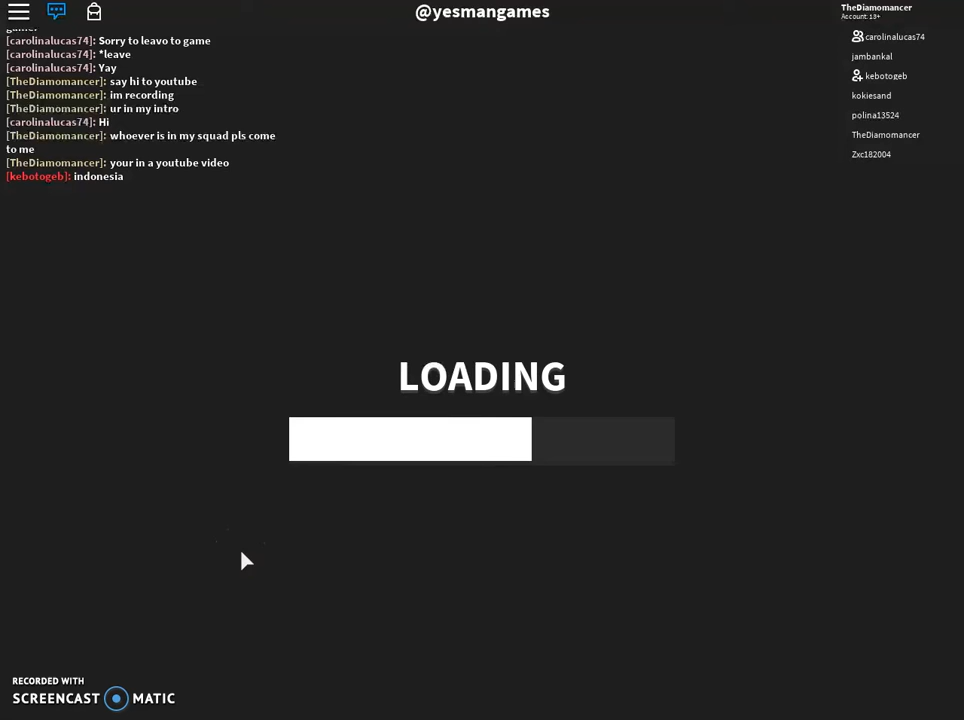 @yesmangames
TheDiamomancer
Account: 13+
[carolinalucas74]: Sorry to leavo to game
[carolinalucas74]: *leave
[carolinalucas74]: Yay
[TheDiamomancer]: say hi to youtube
[TheDiamomancer]: im recording
[TheDiamomancer]: ur in my intro
[carolinalucas74]: Hi
[TheDiamomancer]: whoever is in my squad pls come
to me
[TheDiamomancer]: your in a youtube video
[kebotogeb]: indonesia
carolinalucas74
jambankal
kebotogeb
kokiesand
polina13524
TheDiamomancer
Zxc182004
LOADING
RECORDED WITH
SCREENCAST MATIC